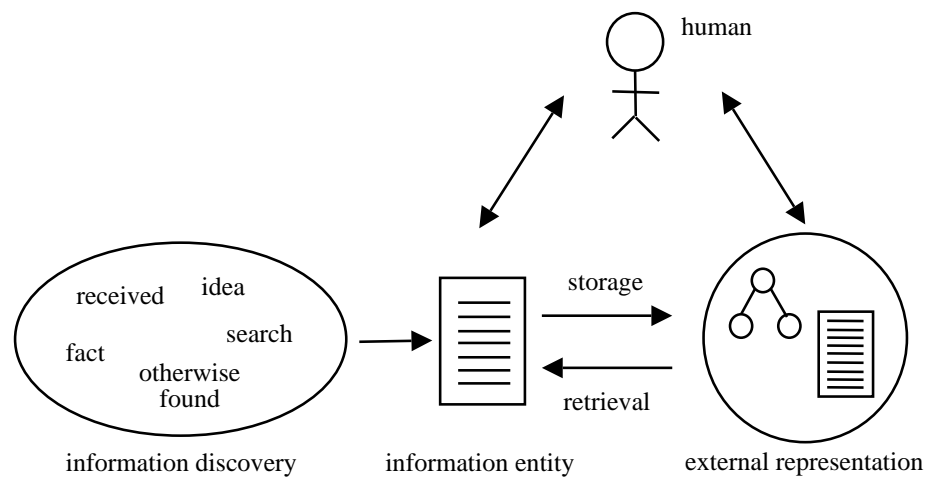 human
received
idea
search
fact
otherwise
found
storage
retrieval
information discovery
information entity
external representation